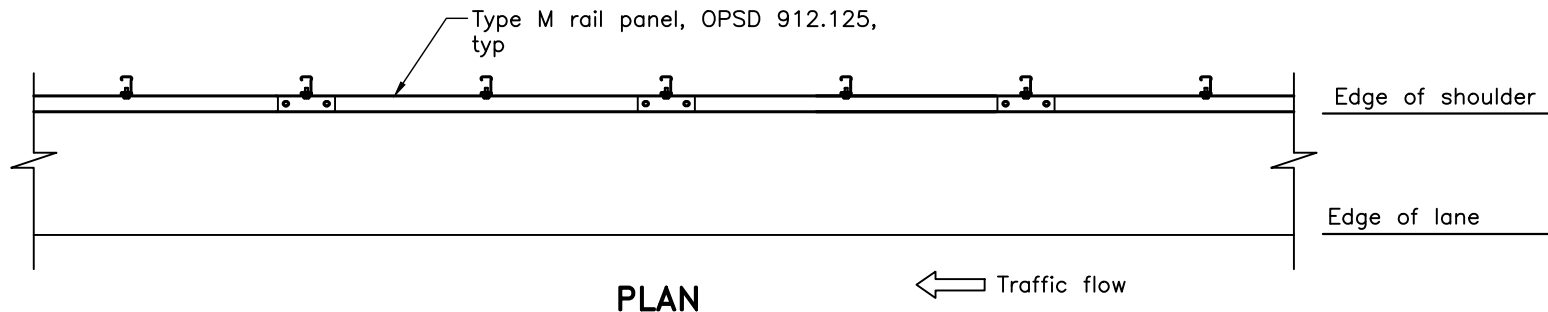 Type M rail panel, OPSD 912.125,
typ
Edge of shoulder
Edge of lane
Traffic flow
PLAN